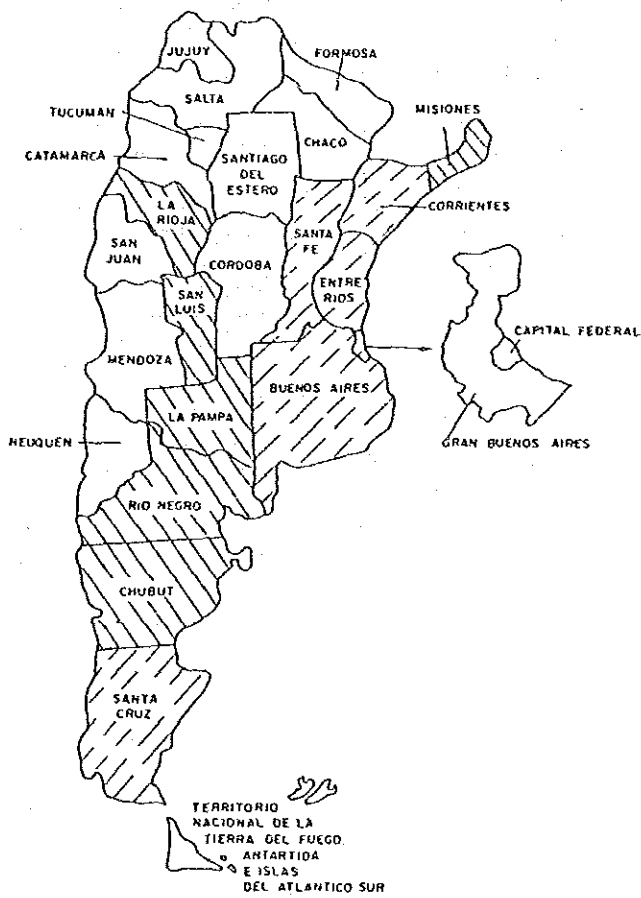 JUJUY
FORMOSA
SALTA
TUCUMAN
MISIONES
CHACO
CATAMARCA
SANTIAGO
DEL
ESTERO
LA
RIOJA
CORRIENTES
SAN
JUAN
SANTA
FE
CORDOBA
ENTRE
RIOS
SAN
LUIS
CAPITAL FEDERAL
MENDOZA
BUENOS AIRES
LA PAMPA
NEUQUEN
GRAN BUENOS AIRES
RIO NEGRO
CHUBUT
SANTA
CRUZ
TERRITORIO
NACIONAL DE LA
TIERRA DEL FUEGO,
ANTARTIDA
E ISLAS
DEL ATLANTICO SUR